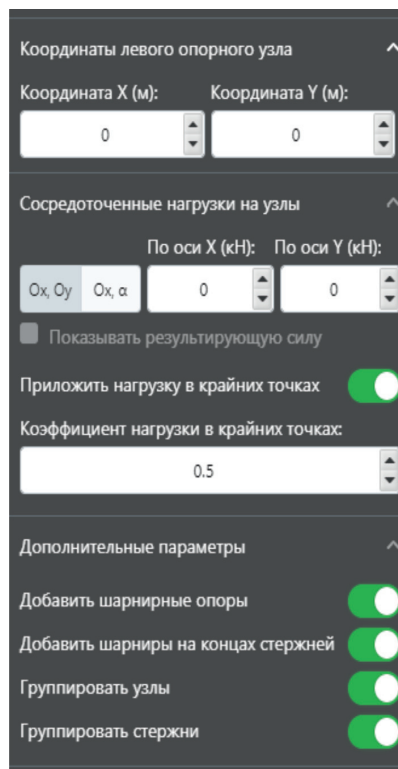 Координаты левого опорного узла
Координата X (м): Координата Y (м):
0 0
Сосредоточенные нагрузки на узлы
По оси X (кН): По оси Y (кН):
Ox, Oy Ox, α 0 0
Показывать результирующую силу
Приложить нагрузку в крайних точках
Коэффициент нагрузки в крайних точках:
0.5
Дополнительные параметры
Добавить шарнирные опоры
Добавить шарниры на концах стержней
Группировать узлы
Группировать стержни